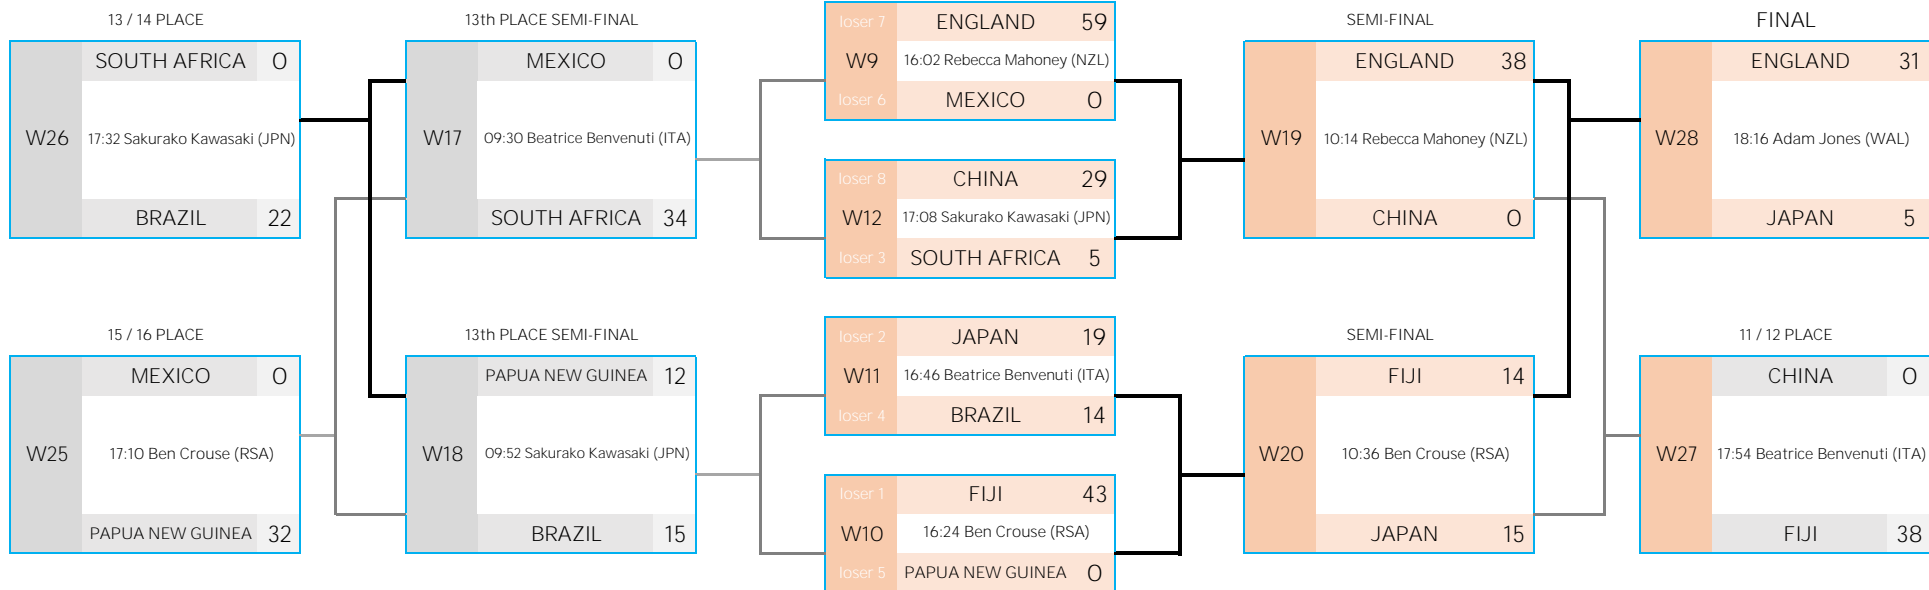 13 / 14 PLACE
SOUTH AFRICA 0
W26 17:32 Sakurako Kawasaki (JPN)
BRAZIL 22
15 / 16 PLACE
MEXICO 0
W25 17:10 Ben Crouse (RSA)
PAPUA NEW GUINEA 32
13th PLACE SEMI-FINAL
MEXICO 0
W17 09:30 Beatrice Benvenuti (ITA)
SOUTH AFRICA 34
13th PLACE SEMI-FINAL
PAPUA NEW GUINEA 12
W18 09:52 Sakurako Kawasaki (JPN)
BRAZIL 15
loser 7 ENGLAND 59
W9 16:02 Rebecca Mahoney (NZL)
loser 6 MEXICO 0
loser 8 CHINA 29
W12 17:08 Sakurako Kawasaki (JPN)
loser 3 SOUTH AFRICA 5
loser 2 JAPAN 19
W11 16:46 Beatrice Benvenuti (ITA)
loser 4 BRAZIL 14
loser 1 FIJI 43
W10 16:24 Ben Crouse (RSA)
loser 5 PAPUA NEW GUINEA 0
SEMI-FINAL
ENGLAND 38
W19 10:14 Rebecca Mahoney (NZL)
CHINA 0
SEMI-FINAL
FIJI 14
W20 10:36 Ben Crouse (RSA)
JAPAN 15
FINAL
ENGLAND 31
W28 18:16 Adam Jones (WAL)
JAPAN 5
11 / 12 PLACE
CHINA 0
W27 17:54 Beatrice Benvenuti (ITA)
FIJI 38